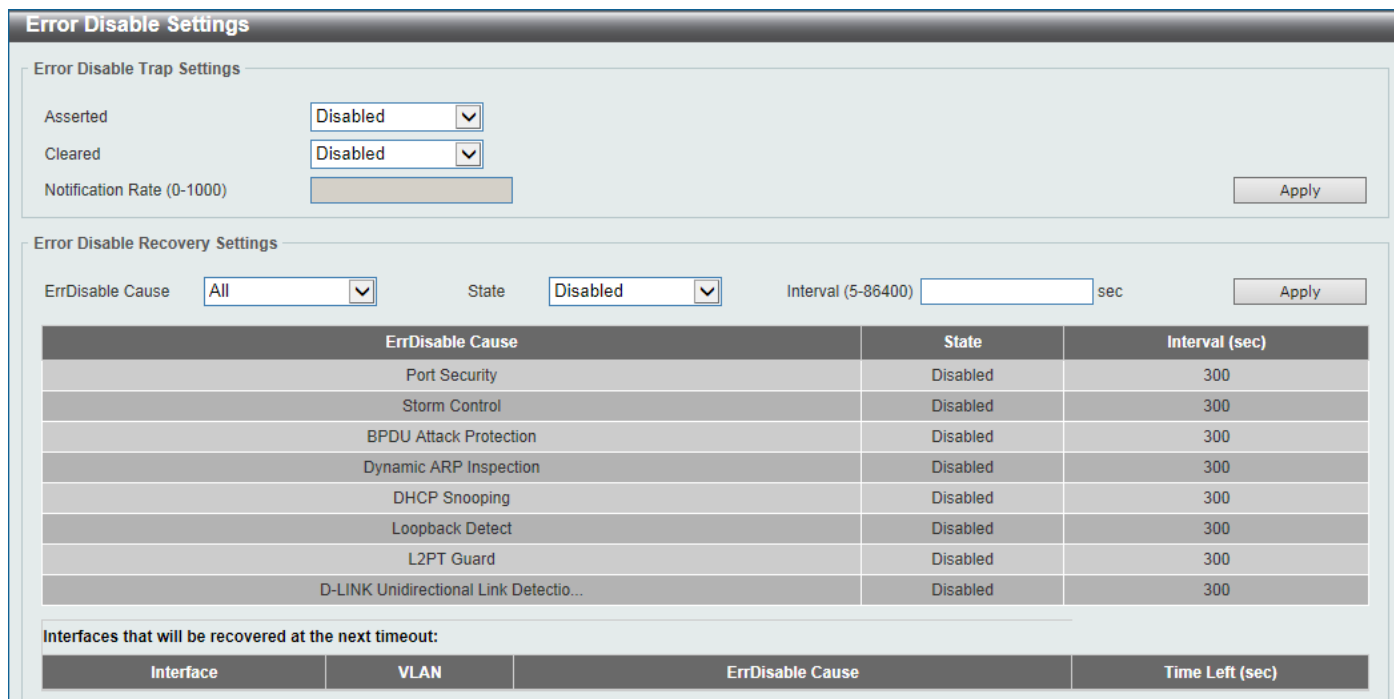 Error Disable Settings
Error Disable Trap Settings
Asserted Disabled
Cleared Disabled
Notification Rate (0-1000) Apply
Error Disable Recovery Settings
ErrDisable Cause All State Disabled Interval (5-86400) sec Apply
ErrDisable Cause State Interval (sec)
Port Security Disabled 300
Storm Control Disabled 300
BPDU Attack Protection Disabled 300
Dynamic ARP Inspection Disabled 300
DHCP Snooping Disabled 300
Loopback Detect Disabled 300
L2PT Guard Disabled 300
D-LINK Unidirectional Link Detectio... Disabled 300
Interfaces that will be recovered at the next timeout:
Interface VLAN ErrDisable Cause Time Left (sec)